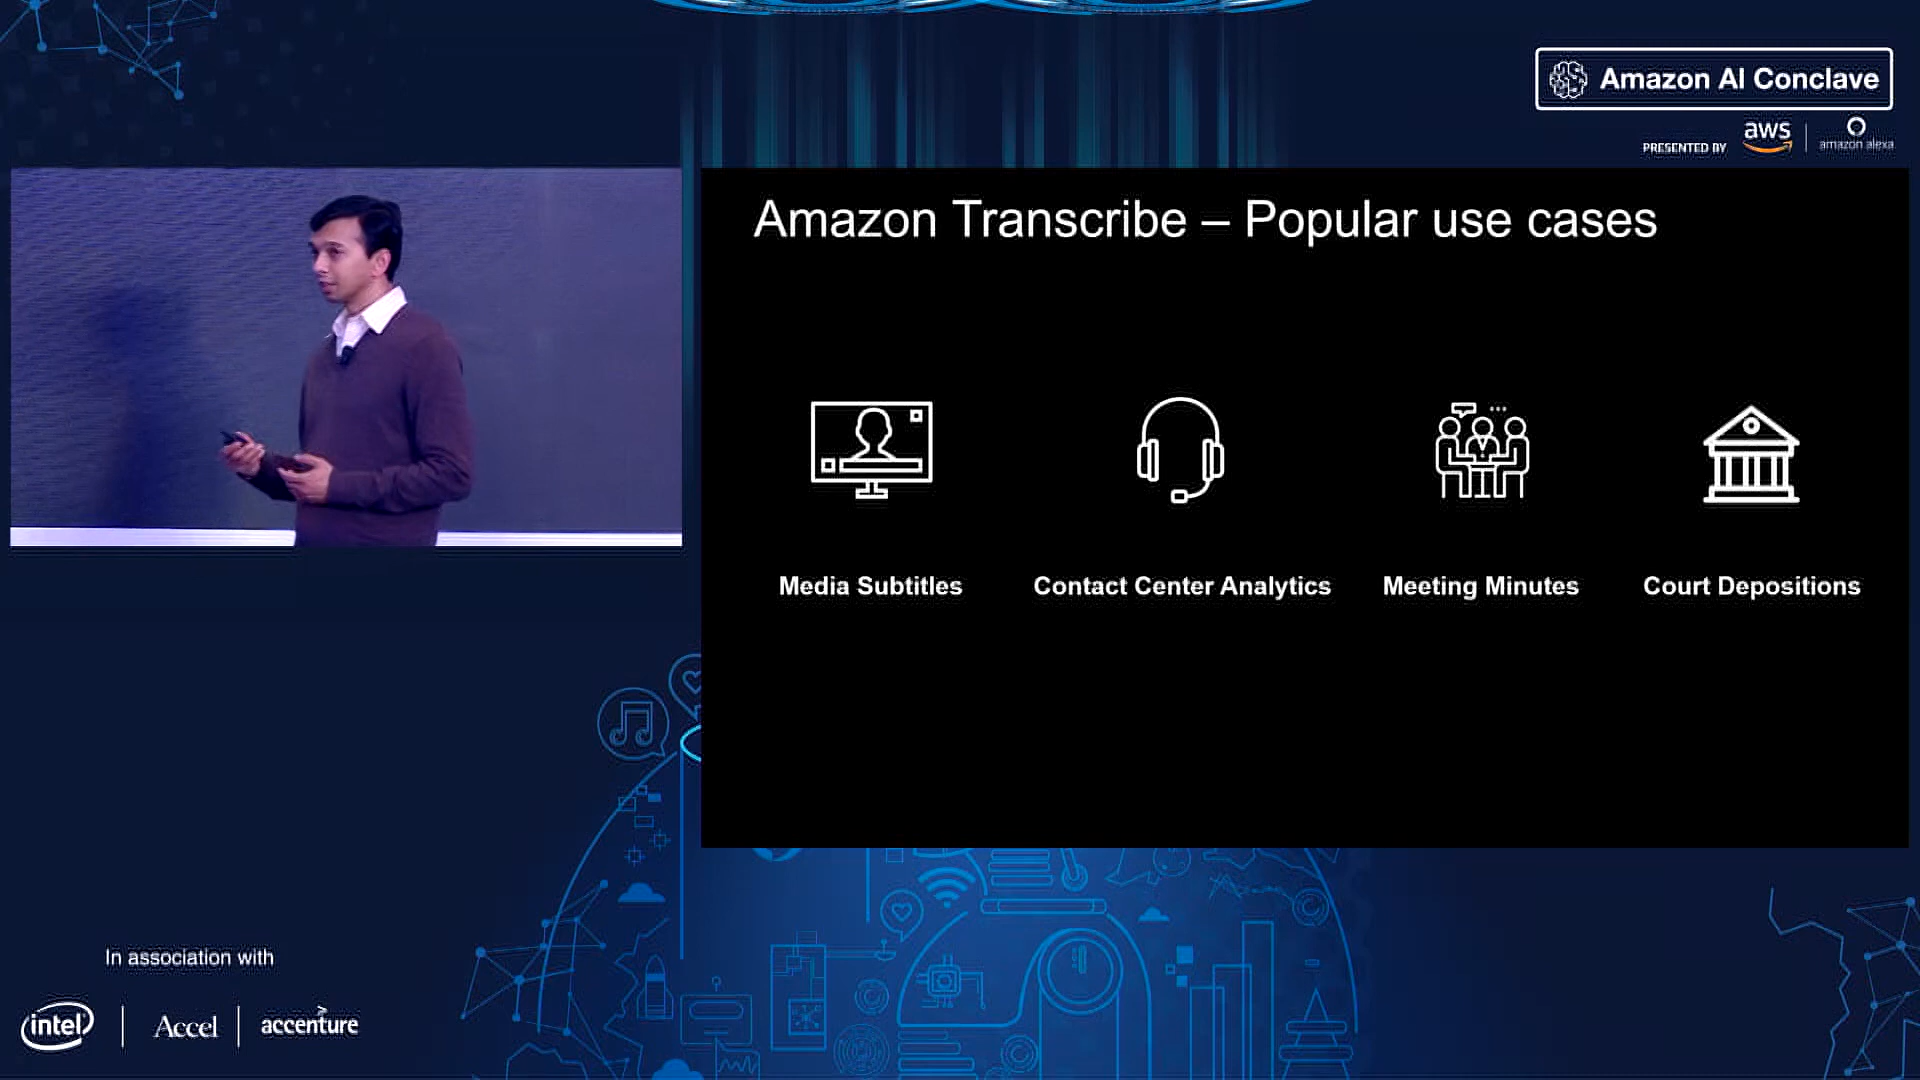 Amazon AI Conclave
PRESENTED BY
aws
amazon alexa
Amazon Transcribe – Popular use cases
Media Subtitles
Contact Center Analytics
Meeting Minutes
Court Depositions
In association with
intel
Accel
accenture